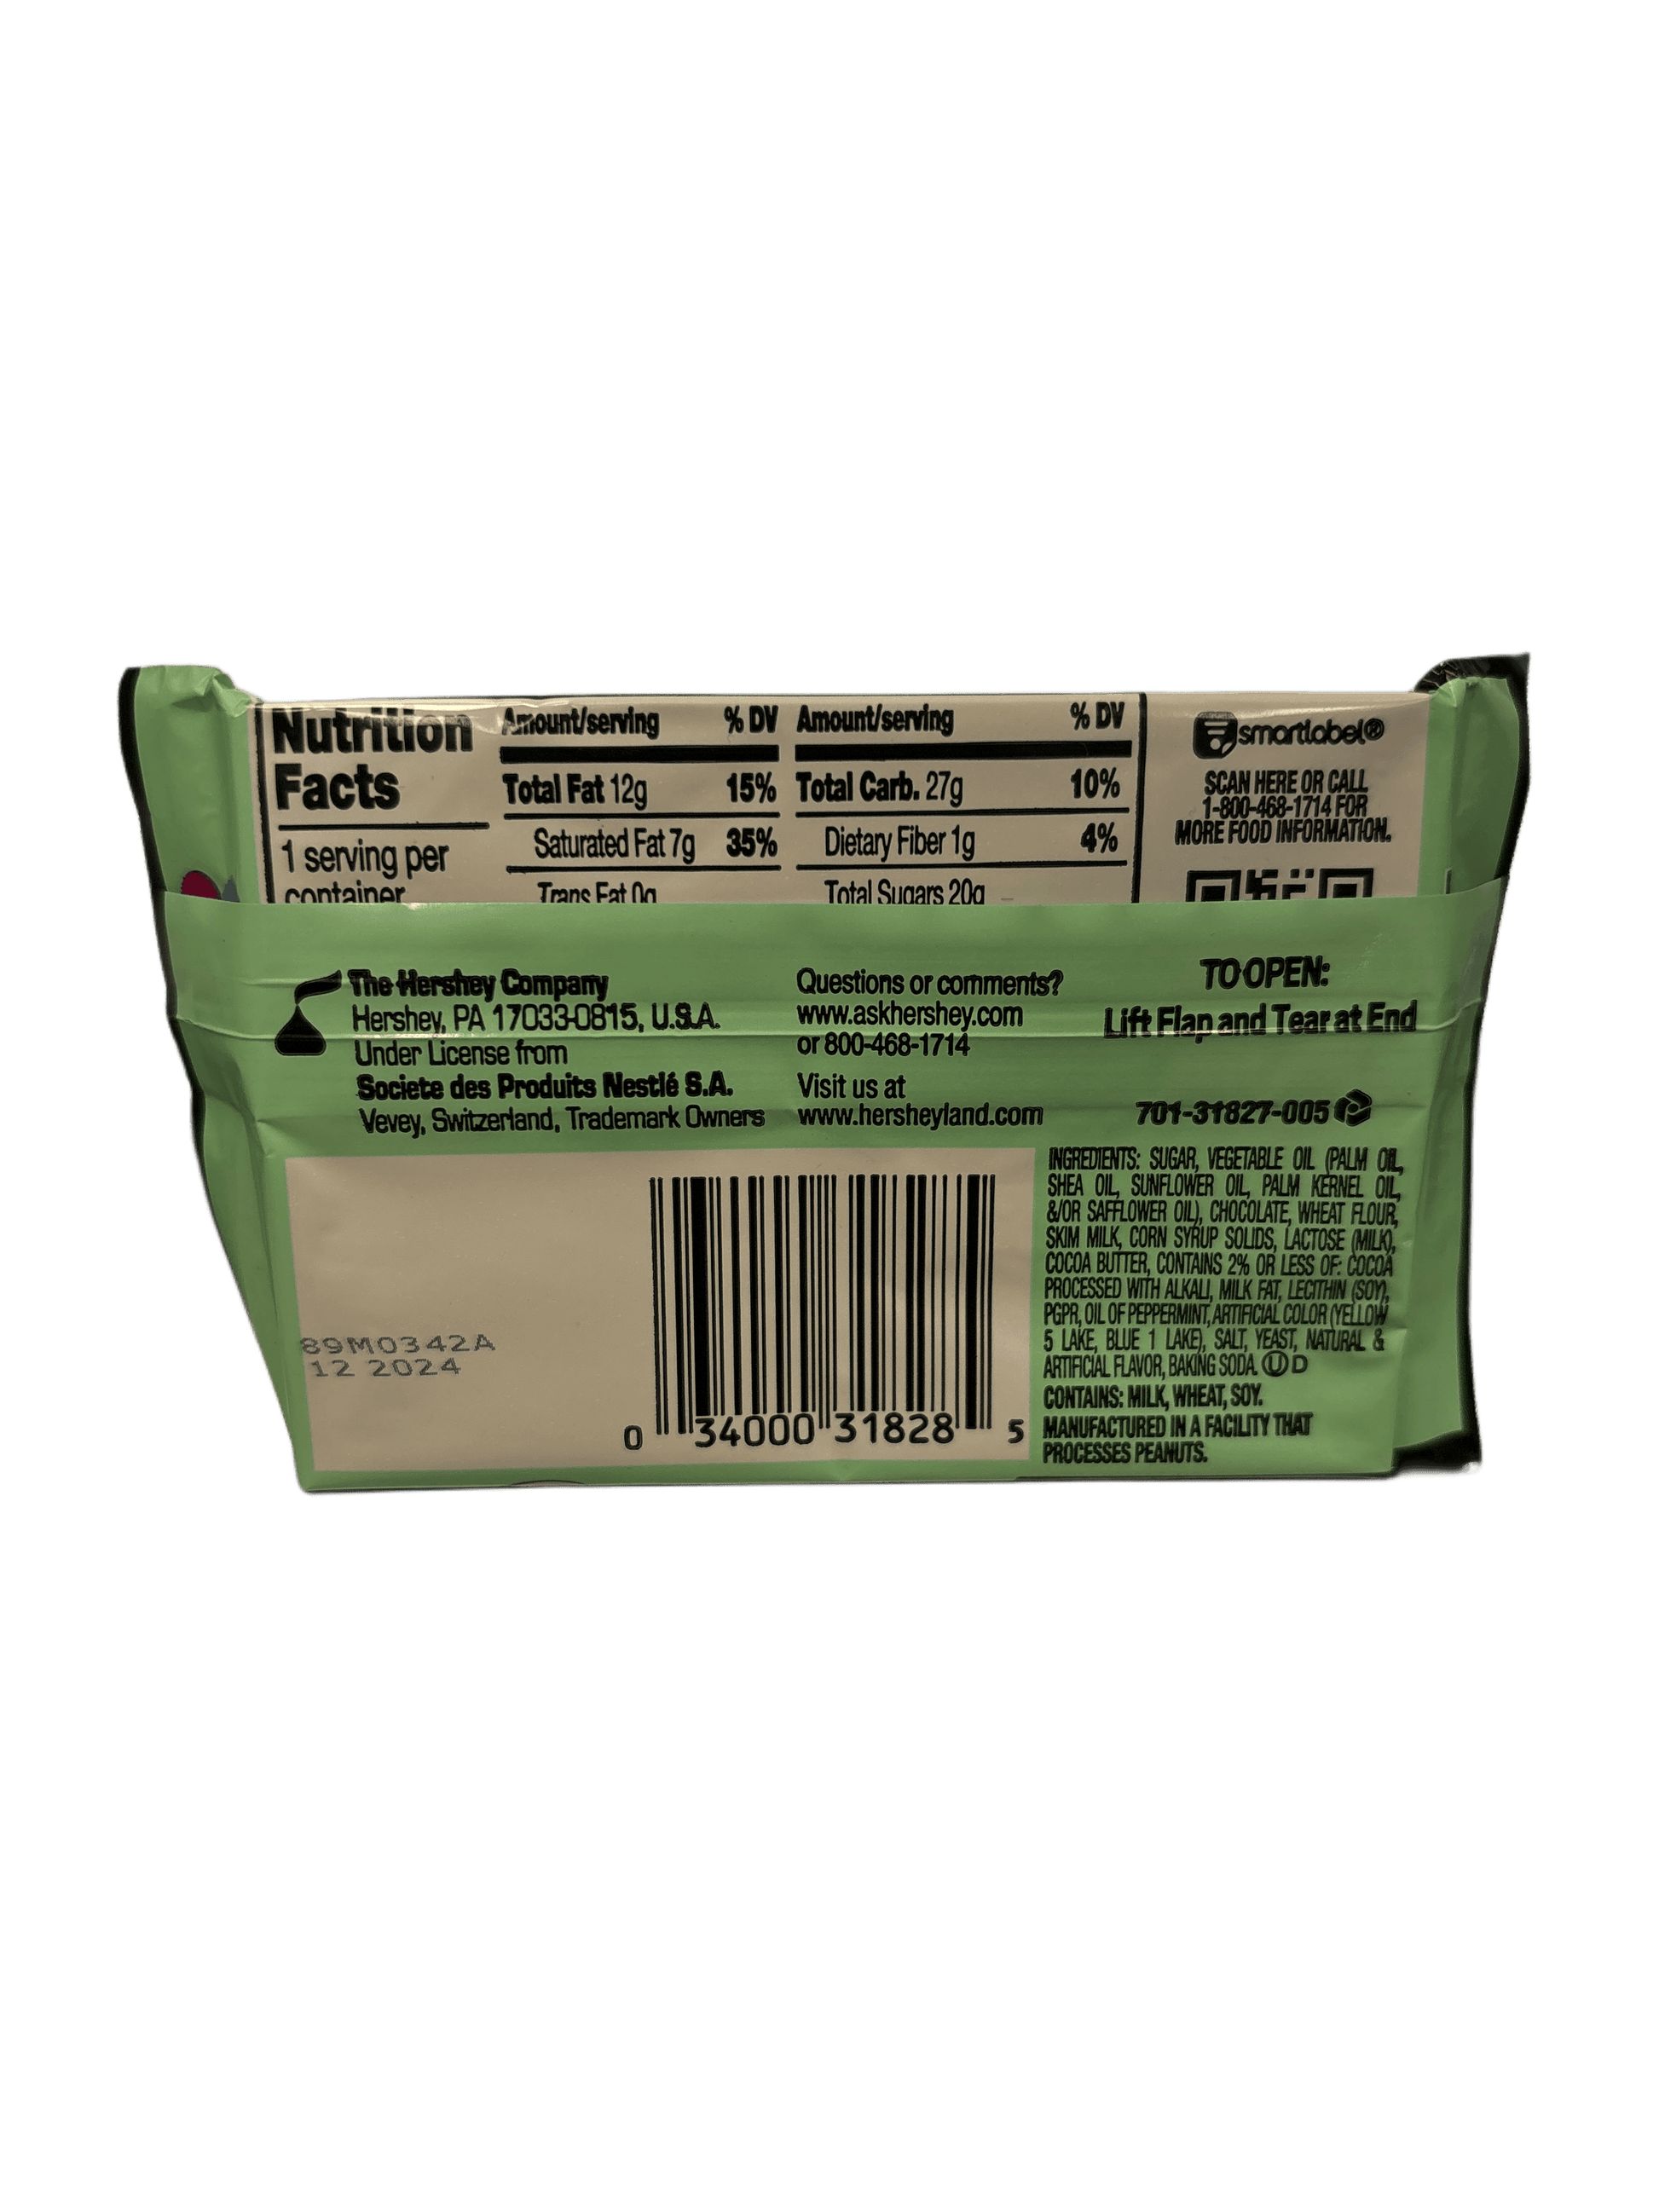 Nutrition
Facts
1 serving per
container
Amount/serving % DV
Total Fat 12g 15%
Saturated Fat 7g 35%
Trans Fat 0g
Amount/serving % DV
Total Carb. 27g 10%
Dietary Fiber 1g 4%
Total Sugars 20g
smartlabel®
SCAN HERE OR CALL
1-800-468-1714 FOR
MORE FOOD INFORMATION.
The Hershey Company
Hershey, PA 17033-0815, U.S.A.
Under License from
Societe des Produits Nestlé S.A.
Vevey, Switzerland, Trademark Owners
Questions or comments?
www.askhershey.com
or 800-468-1714
Visit us at
www.hersheyland.com
TO OPEN:
Lift Flap and Tear at End
701-31827-005
89M0342A
12 2024
0 34000 31828 5
INGREDIENTS: SUGAR, VEGETABLE OIL (PALM OIL,
SHEA OIL, SUNFLOWER OIL, PALM KERNEL OIL,
&/OR SAFFLOWER OIL), CHOCOLATE, WHEAT FLOUR,
SKIM MILK, CORN SYRUP SOLIDS, LACTOSE (MILK),
COCOA BUTTER, CONTAINS 2% OR LESS OF: COCOA
PROCESSED WITH ALKALI, MILK FAT, LECITHIN (SOY),
PGPR, OIL OF PEPPERMINT, ARTIFICIAL COLOR (YELLOW
5 LAKE, BLUE 1 LAKE), SALT, YEAST, NATURAL &
ARTIFICIAL FLAVOR, BAKING SODA. Ⓤ D
CONTAINS: MILK, WHEAT, SOY.
MANUFACTURED IN A FACILITY THAT
PROCESSES PEANUTS.